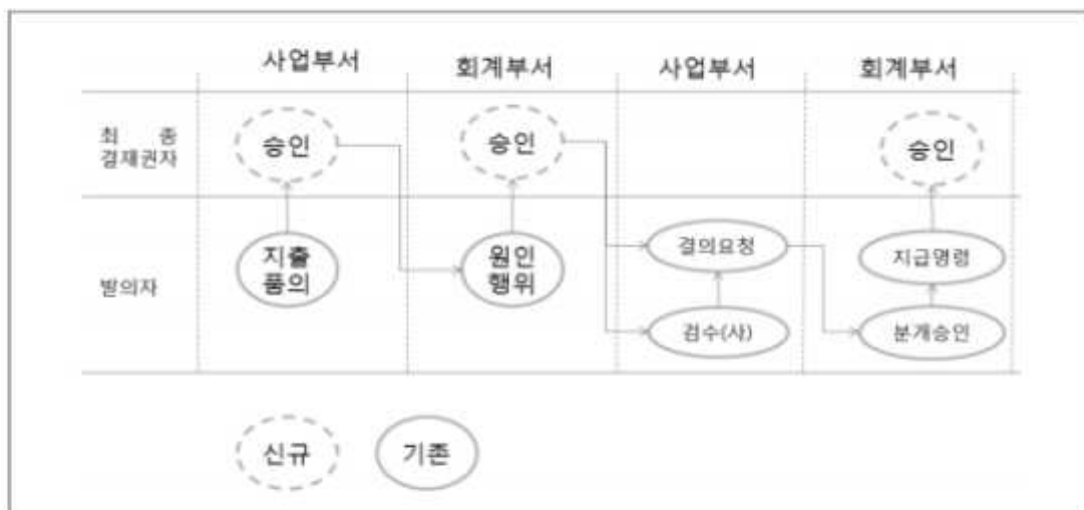 사업부서 회계부서 사업부서 회계부서
최 종
결재권자
승인 승인 승인
발의자
지출
품의
원인
행위
결의요청
검수(사)
지급명령
분개승인
신규 기존